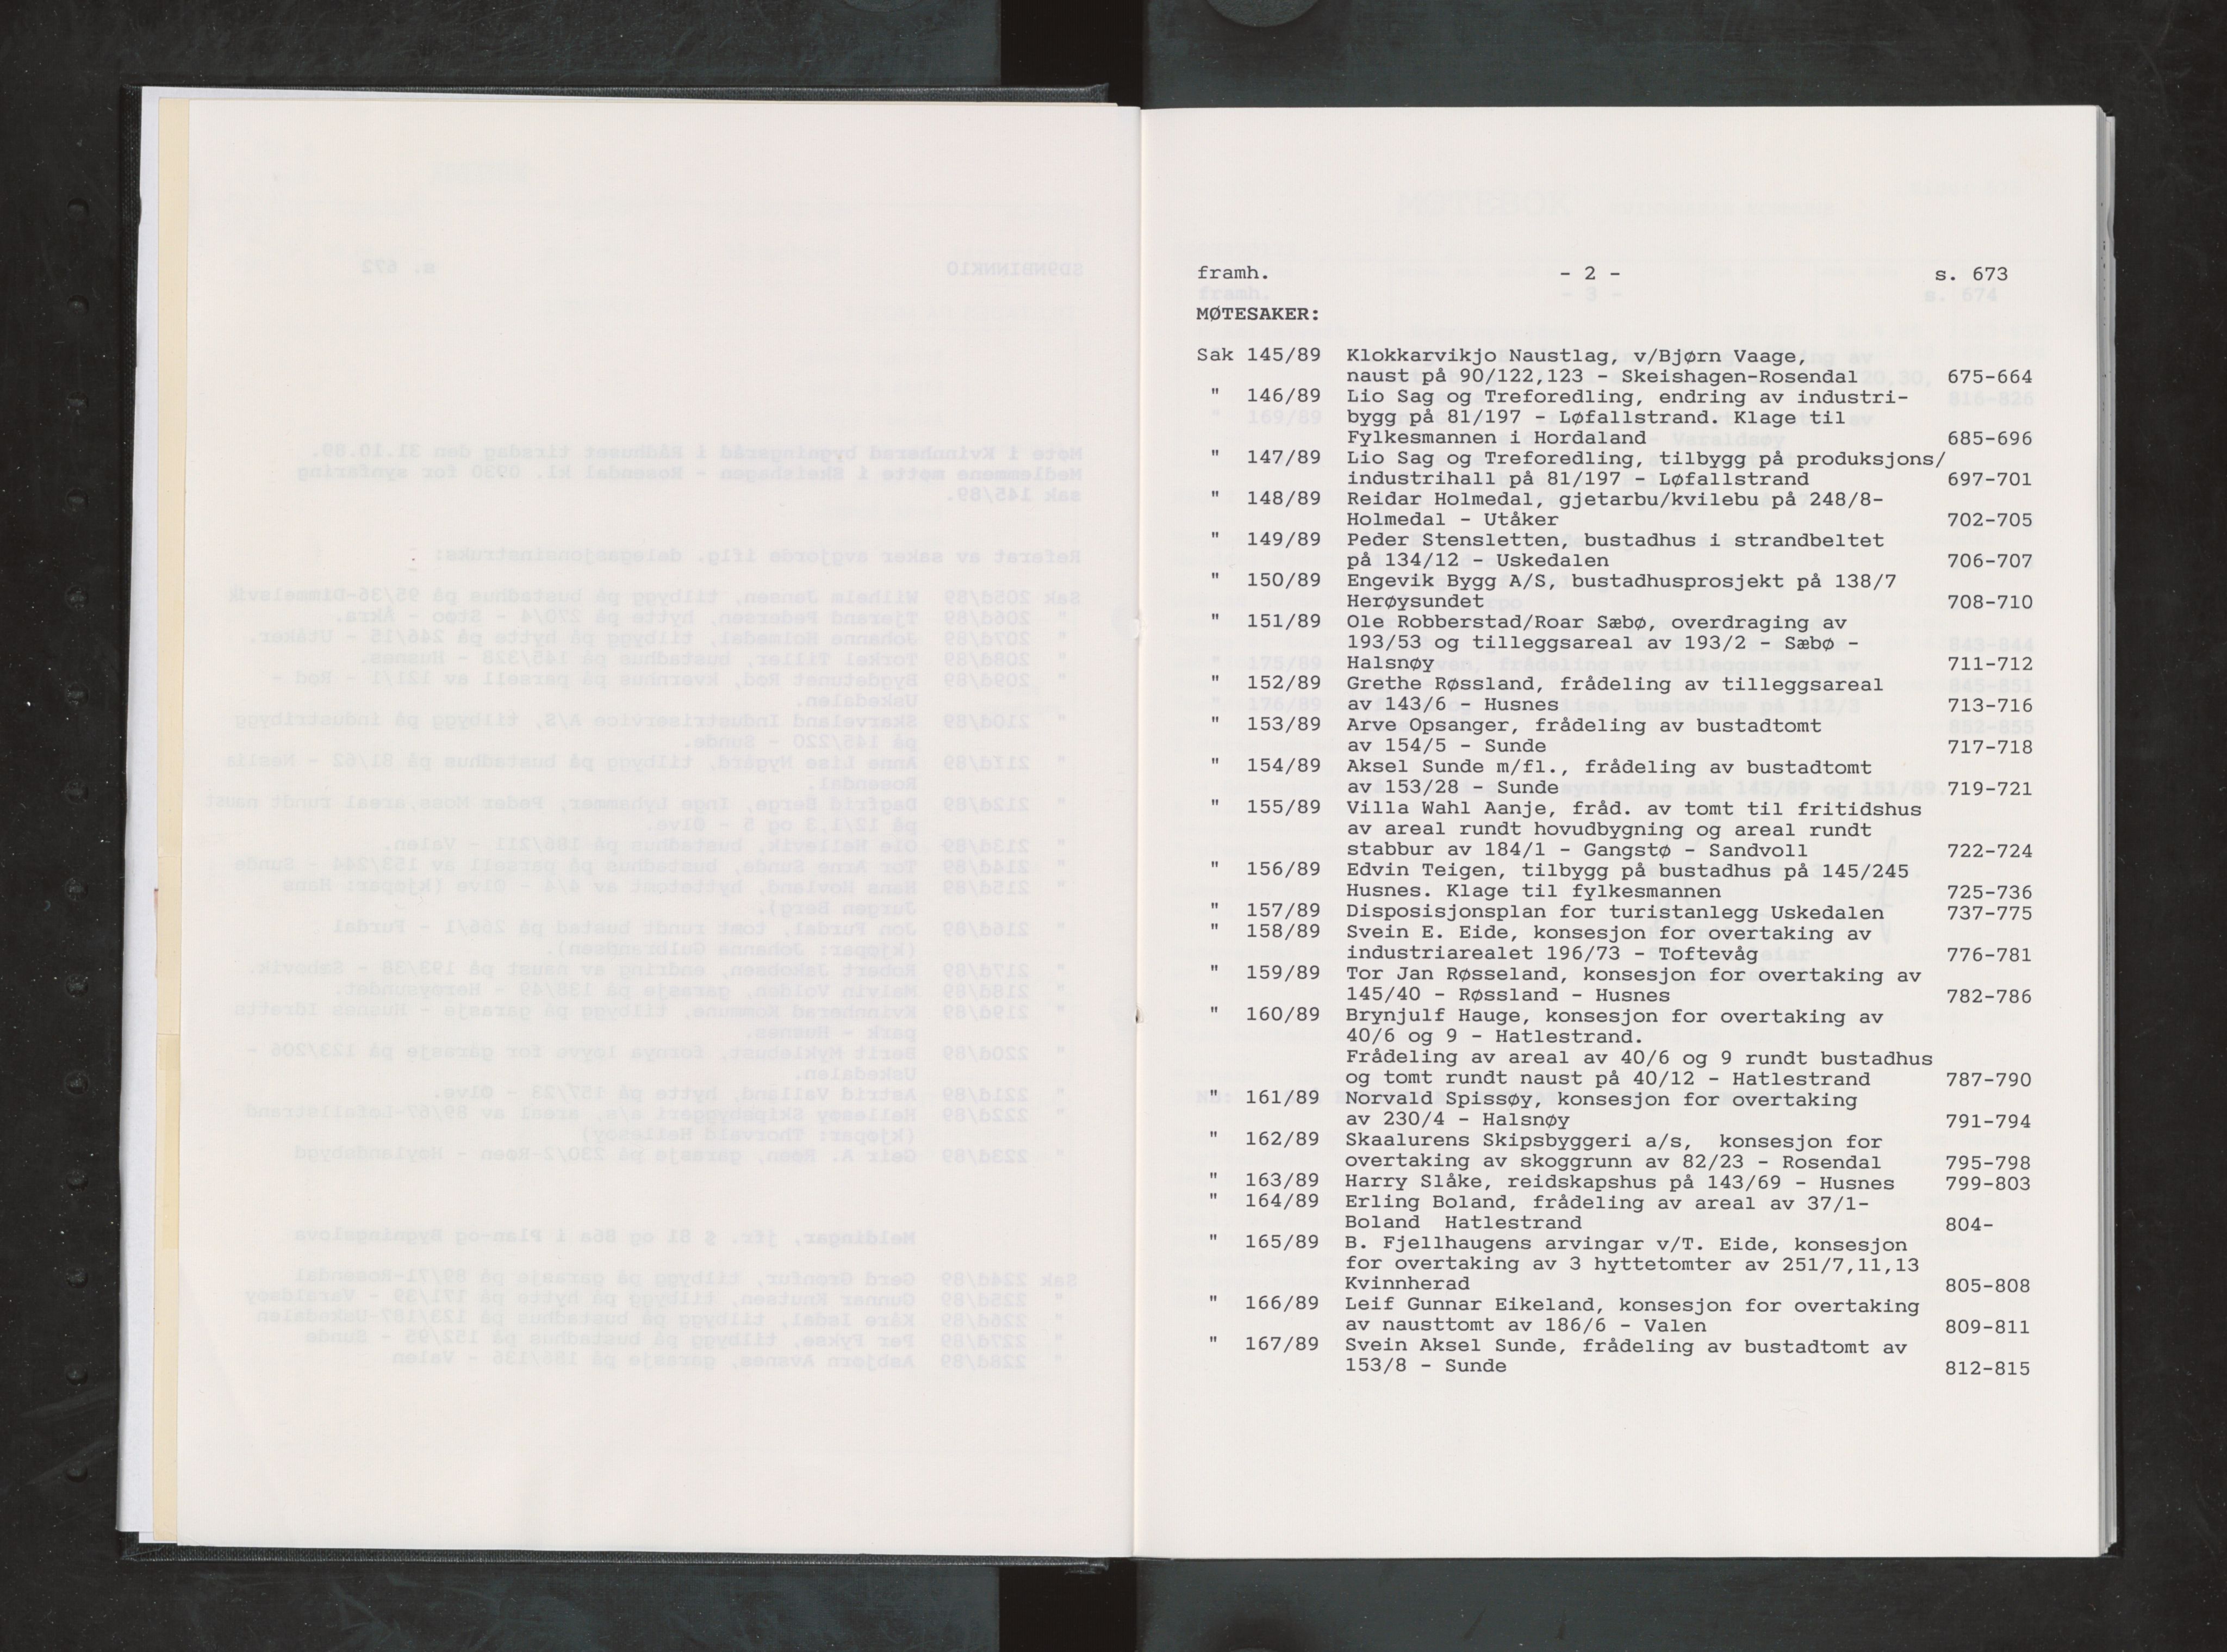 framh. - 2 - s. 673
MØTESAKER:
Sak 145/89 Klokkarvikjo Naustlag, v/Bjørn Vaage,
naust på 90/122,123 - Skeishagen-Rosendal 675-664
" 146/89 Lio Sag og Treforedling, endring av industri-
bygg på 81/197 - Løfallstrand. Klage til
Fylkesmannen i Hordaland 685-696
" 147/89 Lio Sag og Treforedling, tilbygg på produksjons/
industrihall på 81/197 - Løfallstrand 697-701
" 148/89 Reidar Holmedal, gjetarbu/kvilebu på 248/8-
Holmedal - Utåker 702-705
" 149/89 Peder Stensletten, bustadhus i strandbeltet
på 134/12 - Uskedalen 706-707
" 150/89 Engevik Bygg A/S, bustadhusprosjekt på 138/7
Herøysundet 708-710
" 151/89 Ole Robberstad/Roar Sæbø, overdraging av
193/53 og tilleggsareal av 193/2 - Sæbø -
Halsnøy 711-712
" 152/89 Grethe Røssland, frådeling av tilleggsareal
av 143/6 - Husnes 713-716
" 153/89 Arve Opsanger, frådeling av bustadtomt
av 154/5 - Sunde 717-718
" 154/89 Aksel Sunde m/fl., frådeling av bustadtomt
av 153/28 - Sunde 719-721
" 155/89 Villa Wahl Aanje, fråd. av tomt til fritidshus
av areal rundt hovudbygning og areal rundt
stabbur av 184/1 - Gangstø - Sandvoll 722-724
" 156/89 Edvin Teigen, tilbygg på bustadhus på 145/245
Husnes. Klage til fylkesmannen 725-736
" 157/89 Disposisjonsplan for turistanlegg Uskedalen 737-775
" 158/89 Svein E. Eide, konsesjon for overtaking av
industriarealet 196/73 - Toftevåg 776-781
" 159/89 Tor Jan Røsseland, konsesjon for overtaking av
145/40 - Røssland - Husnes 782-786
" 160/89 Brynjulf Hauge, konsesjon for overtaking av
40/6 og 9 - Hatlestrand.
Frådeling av areal av 40/6 og 9 rundt bustadhus
og tomt rundt naust på 40/12 - Hatlestrand 787-790
" 161/89 Norvald Spissøy, konsesjon for overtaking
av 230/4 - Halsnøy 791-794
" 162/89 Skaalurens Skipsbyggeri a/s, konsesjon for
overtaking av skoggrunn av 82/23 - Rosendal 795-798
" 163/89 Harry Slåke, reidskapshus på 143/69 - Husnes 799-803
" 164/89 Erling Boland, frådeling av areal av 37/1-
Boland Hatlestrand 804-
" 165/89 B. Fjellhaugens arvingar v/T. Eide, konsesjon
for overtaking av 3 hyttetomter av 251/7,11,13
Kvinnherad 805-808
" 166/89 Leif Gunnar Eikeland, konsesjon for overtaking
av nausttomt av 186/6 - Valen 809-811
" 167/89 Svein Aksel Sunde, frådeling av bustadtomt av
153/8 - Sunde 812-815